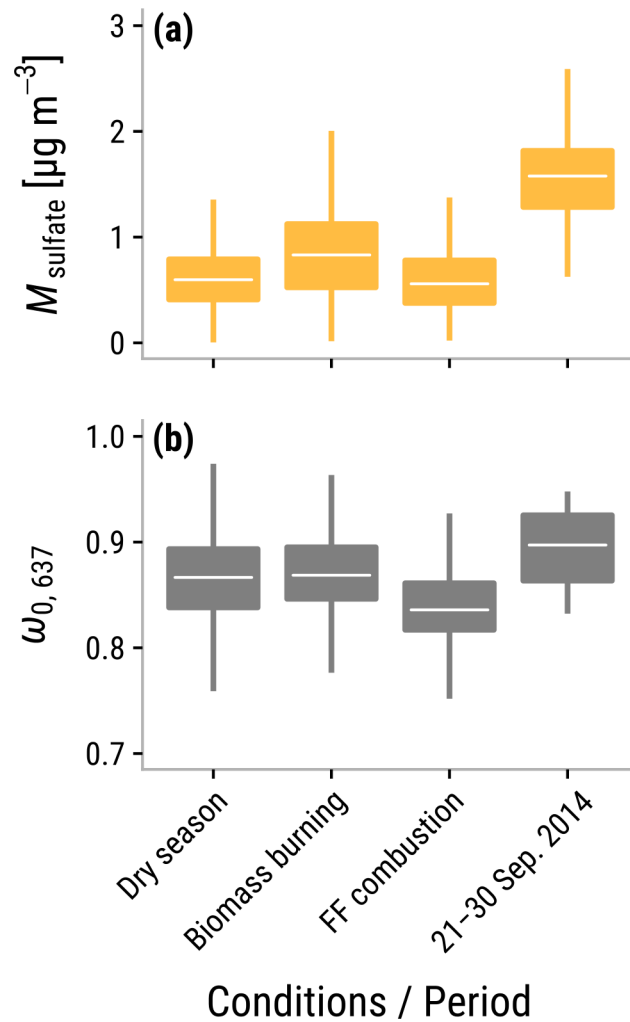 (a)
M sulfate [µg m−3]
3
2
1
0
(b)
ω0, 637
1.0
0.9
0.8
0.7
Dry season
Biomass burning
FF combustion
21–30 Sep. 2014
Conditions / Period